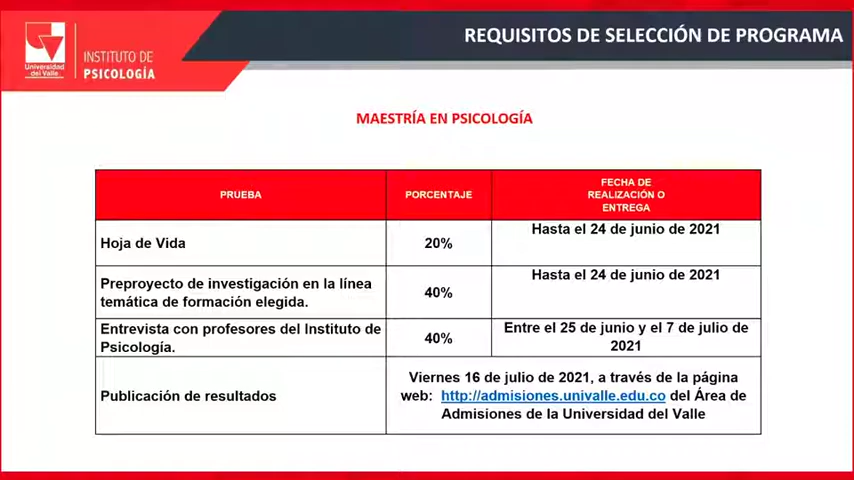 REQUISITOS DE SELECCIÓN DE PROGRAMA
Universidad
del Valle
INSTITUTO DE
PSICOLOGÍA
MAESTRÍA EN PSICOLOGÍA
PRUEBA
PORCENTAJE
FECHA DE
REALIZACIÓN O
ENTREGA
Hoja de Vida
20%
Hasta el 24 de junio de 2021
Preproyecto de investigación en la línea
temática de formación elegida.
40%
Hasta el 24 de junio de 2021
Entrevista con profesores del Instituto de
Psicología.
40%
Entre el 25 de junio y el 7 de julio de
2021
Publicación de resultados
Viernes 16 de julio de 2021, a través de la página
web: http://admisiones.univalle.edu.co del Área de
Admisiones de la Universidad del Valle